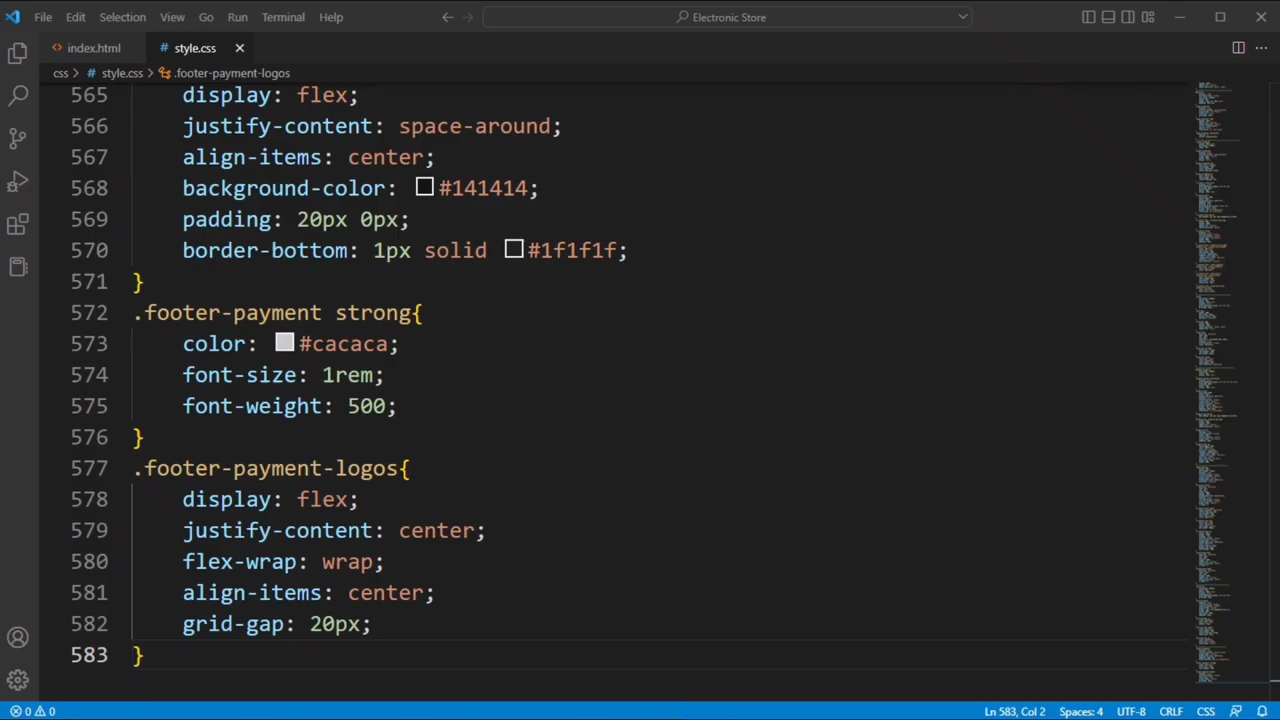 File Edit Selection View Go Run Terminal Help Electronic Store
index.html style.css
css > style.css > .footer-payment-logos
565 display: flex;
566 justify-content: space-around;
567 align-items: center;
568 background-color: #141414;
569 padding: 20px 0px;
570 border-bottom: 1px solid #1f1f1f;
571 }
572 .footer-payment strong{
573 color: #cacaca;
574 font-size: 1rem;
575 font-weight: 500;
576 }
577 .footer-payment-logos{
578 display: flex;
579 justify-content: center;
580 flex-wrap: wrap;
581 align-items: center;
582 grid-gap: 20px;
583 }
0 0 Ln 583, Col 2 Spaces: 4 UTF-8 CRLF CSS